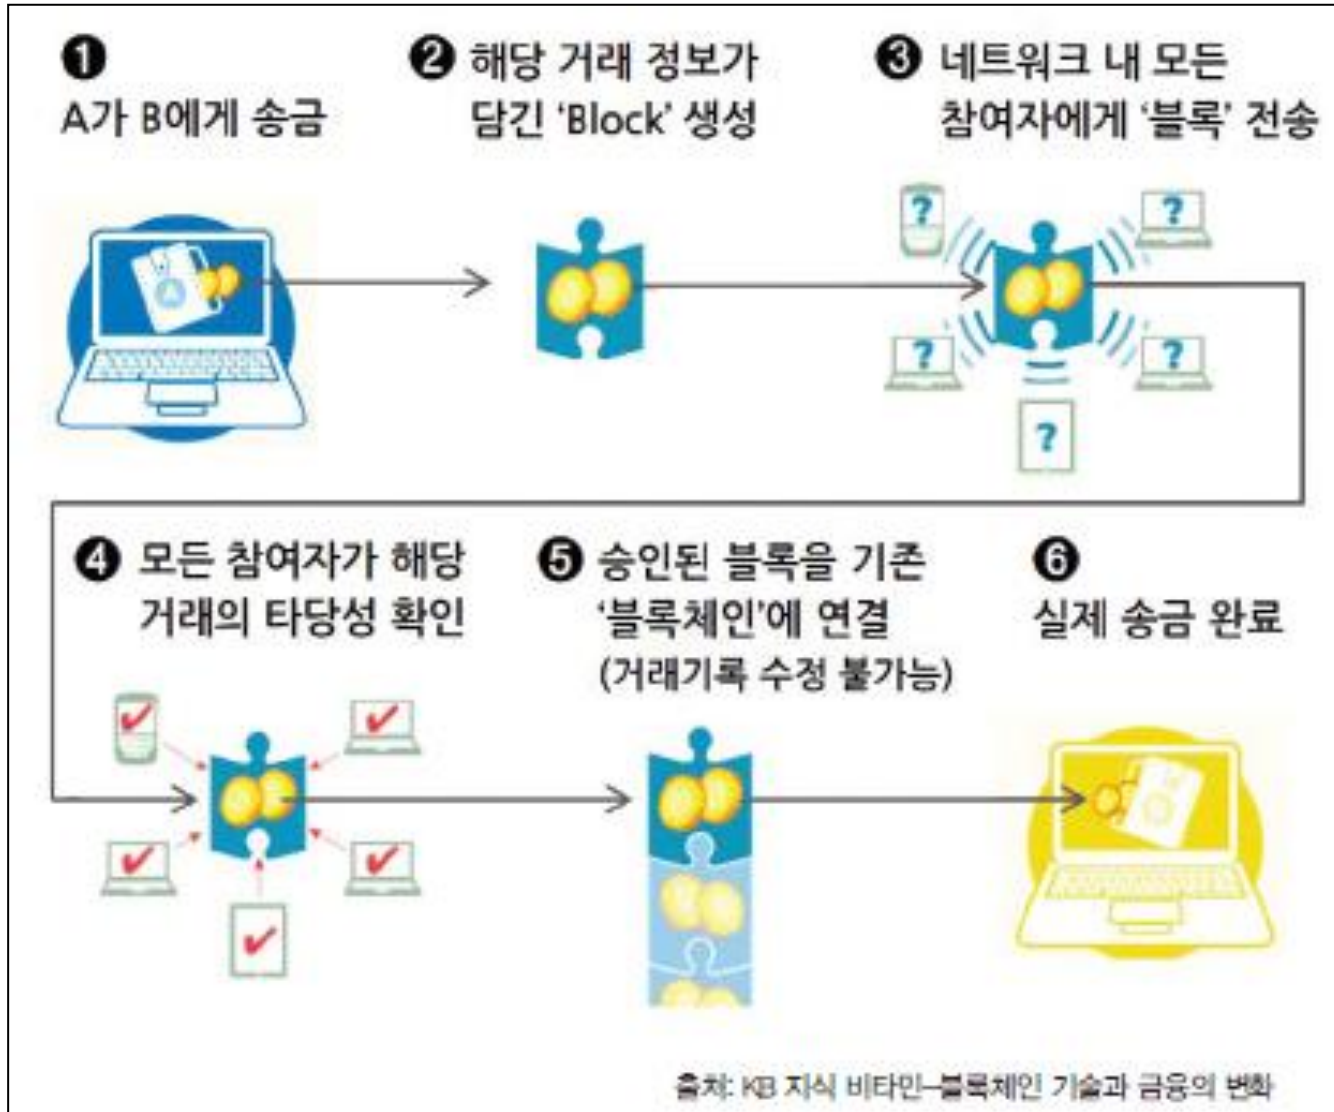 ❶
A가 B에게 송금
❷ 해당 거래 정보가
담긴 ‘Block’ 생성
❸ 네트워크 내 모든
참여자에게 ‘블록’ 전송
?
?
?
?
?
❹ 모든 참여자가 해당
거래의 타당성 확인
❺ 승인된 블록을 기존
‘블록체인’에 연결
(거래기록 수정 불가능)
❻
실제 송금 완료
출처: KB 지식 비타민–블록체인 기술과 금융의 변화